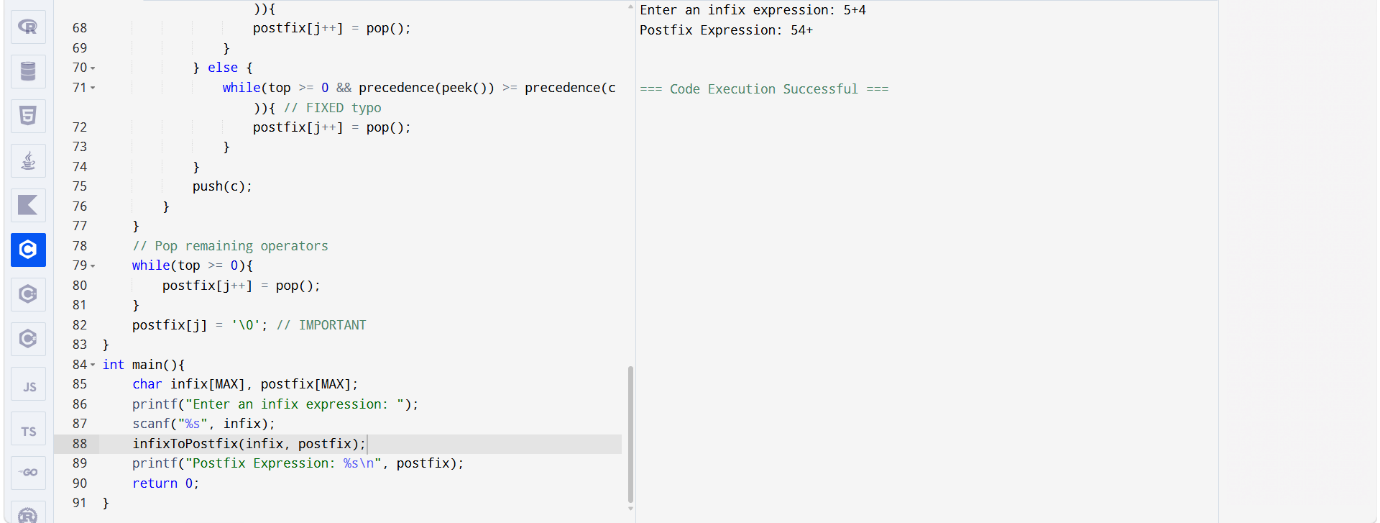 )){
68 postfix[j++] = pop();
69 }
70 } else {
71 while(top >= 0 && precedence(peek()) >= precedence(c
)){ // FIXED typo
72 postfix[j++] = pop();
73 }
74 }
75 push(c);
76 }
77 }
78 // Pop remaining operators
79 while(top >= 0){
80 postfix[j++] = pop();
81 }
82 postfix[j] = '\0'; // IMPORTANT
83 }
84 int main(){
85 char infix[MAX], postfix[MAX];
86 printf("Enter an infix expression: ");
87 scanf("%s", infix);
88 infixToPostfix(infix, postfix);
89 printf("Postfix Expression: %s\n", postfix);
90 return 0;
91 }
Enter an infix expression: 5+4
Postfix Expression: 54+
=== Code Execution Successful ===
R
5
C
C
C
JS
TS
GO
R